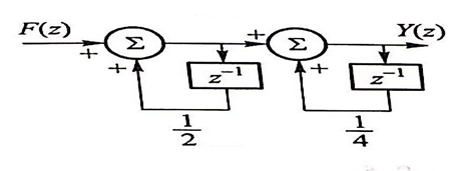 F(z) + Σ + Σ Y(z)
+ z⁻¹ + z⁻¹
1/2 1/4